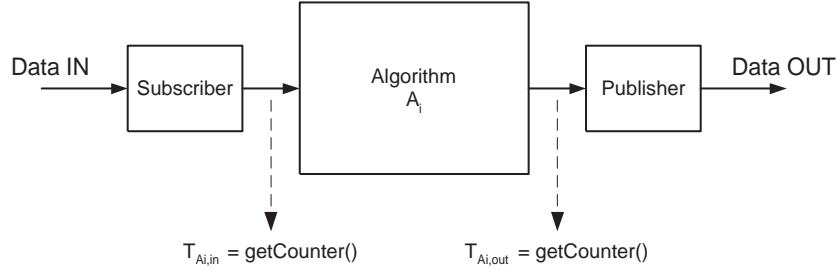 Data IN
Subscriber
Algorithm
A_i
Publisher
Data OUT
T_Ai,in = getCounter()
T_Ai,out = getCounter()